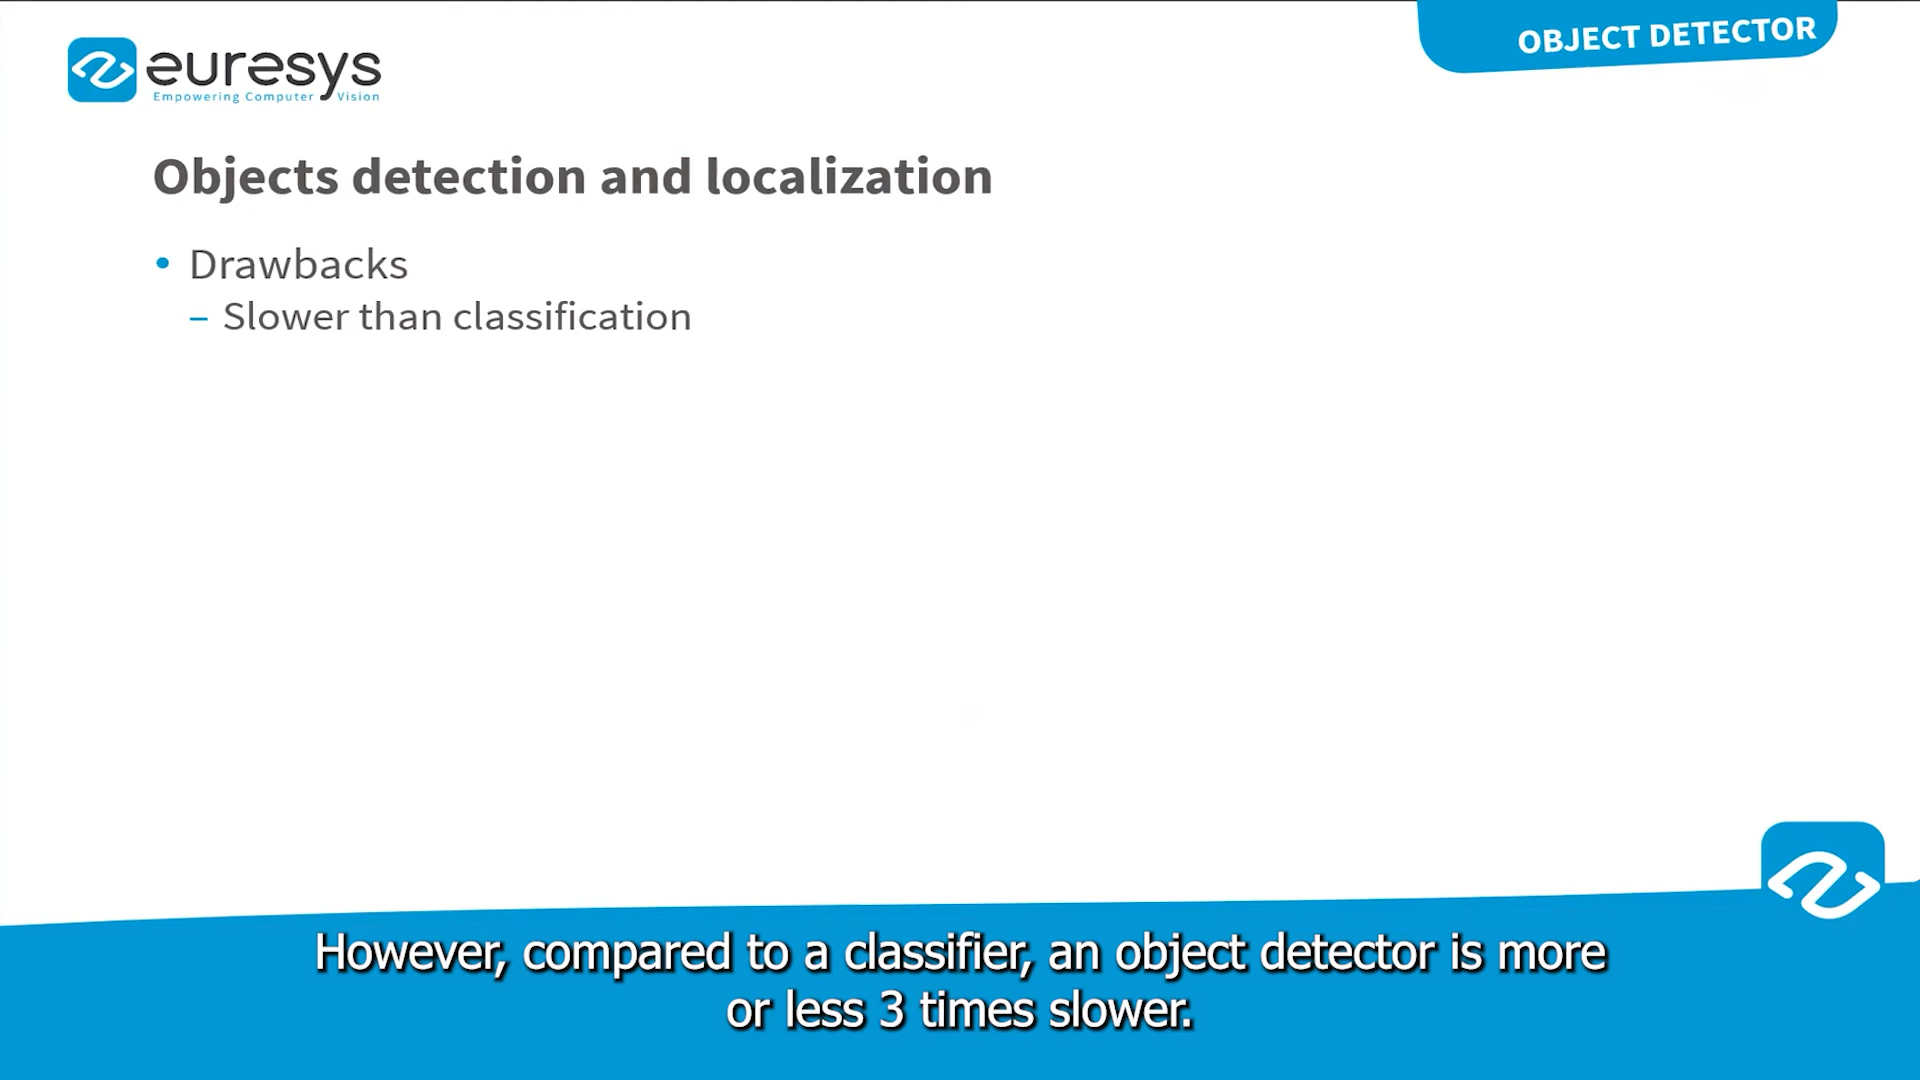 OBJECT DETECTOR
euresys
Empowering Computer Vision
Objects detection and localization
• Drawbacks
– Slower than classification
However, compared to a classifier, an object detector is more
or less 3 times slower.